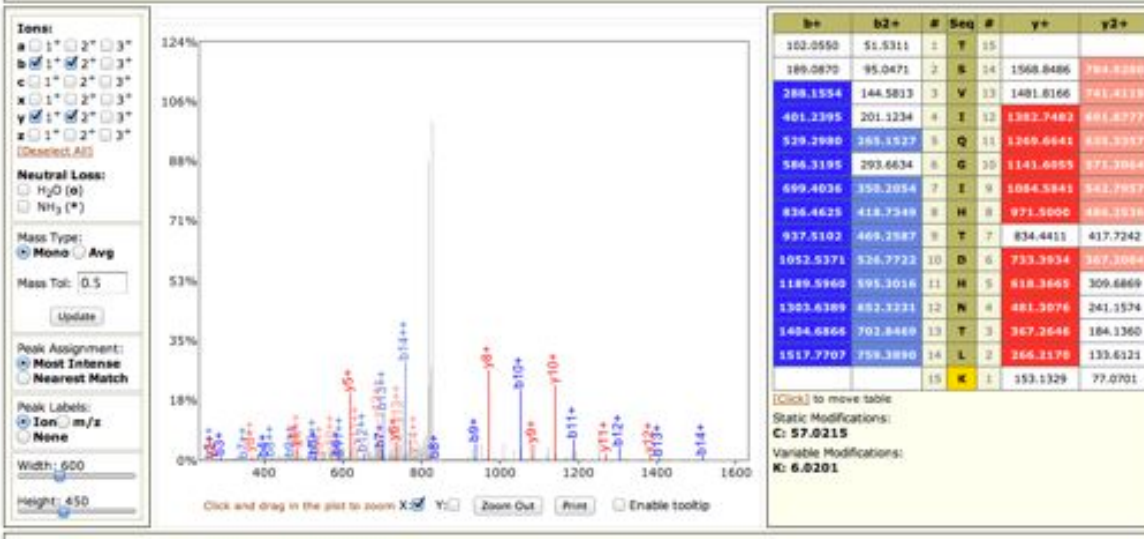 Ions:
a 1+ 2+ 3+
b 1+ 2+ 3+
c 1+ 2+ 3+
x 1+ 2+ 3+
y 1+ 2+ 3+
z 1+ 2+ 3+
[Deselect All]
Neutral Loss:
H2O (o)
NH3 (*)
Mass Type:
Mono Avg
Mass Tol: 0.5
Update
Peak Assignment:
Most Intense
Nearest Match
Peak Labels:
Ion m/z
None
Width: 600
Height: 450
124%
106%
88%
71%
53%
35%
18%
0%
b14++
y5+
y8+
b10+
y10+
b8+
b9+
y9+
b11+
y11+
b12+
b13+
b14+
400 600 800 1000 1200 1400 1600
Click and drag in the plot to zoom X: Y: Zoom Out Print Enable tooltip
b+ b2+ # Seq # y+ y2+
102.0550 51.5311 1 T 15
189.0870 95.0471 2 S 14 1568.8486
288.1554 144.5813 3 V 13 1481.8166
401.2395 201.1234 4 I 12 1382.7482
529.2980 265.1527 5 Q 11 1269.6641
586.3195 293.6634 6 G 10 1141.6055
699.4036 350.2054 7 I 9 1084.5841
836.4625 418.7349 8 H 8 971.5000
937.5102 469.2587 9 T 7 834.4411 417.7242
1052.5371 526.7722 10 D 6 733.3934
1189.5960 595.3016 11 H 5 618.3665 309.6869
1303.6389 652.3231 12 N 4 481.3076 241.1574
1404.6866 702.8469 13 T 3 367.2646 184.1360
1517.7707 759.3890 14 L 2 266.2170 133.6121
15 K 1 153.1329 77.0701
[Click] to move table
Static Modifications:
C: 57.0215
Variable Modifications:
K: 6.0201